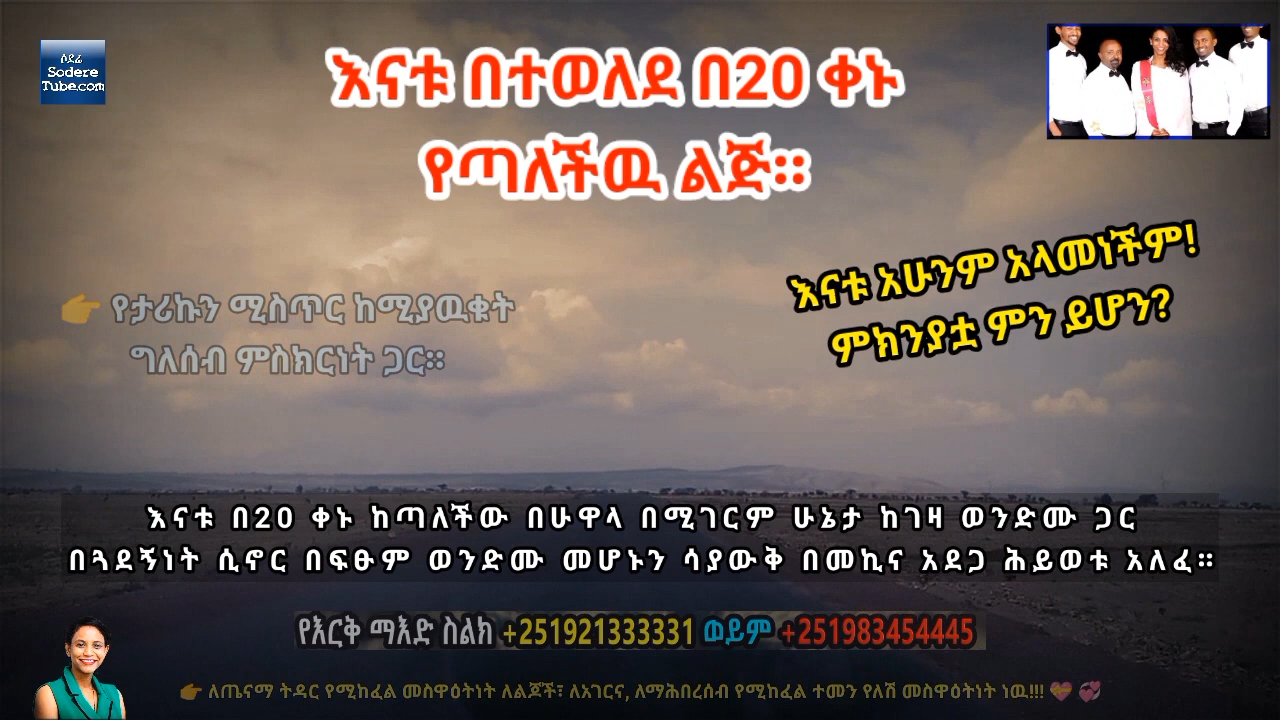 ሶደሬ
Sodere
Tube.com
እናቱ በተወለደ በ20 ቀኑ
የጣለችዉ ልጅ።
እናቱ አሁንም አላመነችም!
ምክንያቷ ምን ይሆን?
👉 የታሪኩን ሚስጥር ከሚያዉቁት
ግለሰብ ምስክርነት ጋር።
እናቱ በ20 ቀኑ ከጣለችው በሁዋላ በሚገርም ሁኔታ ከገዛ ወንድሙ ጋር
በጓደኝነት ሲኖር በፍፁም ወንድሙ መሆኑን ሳያውቅ በመኪና አደጋ ሕይወቱ አለፈ።
የእርቅ ማእድ ስልክ +251921333331 ወይም +251983454445
👉 ለጤናማ ትዳር የሚከፈል መስዋዕትነት ለልጆች፣ ለአገርና, ለማሕበረሰብ የሚከፈል ተመን የለሽ መስዋዕትነት ነዉ!!! 💝 💞